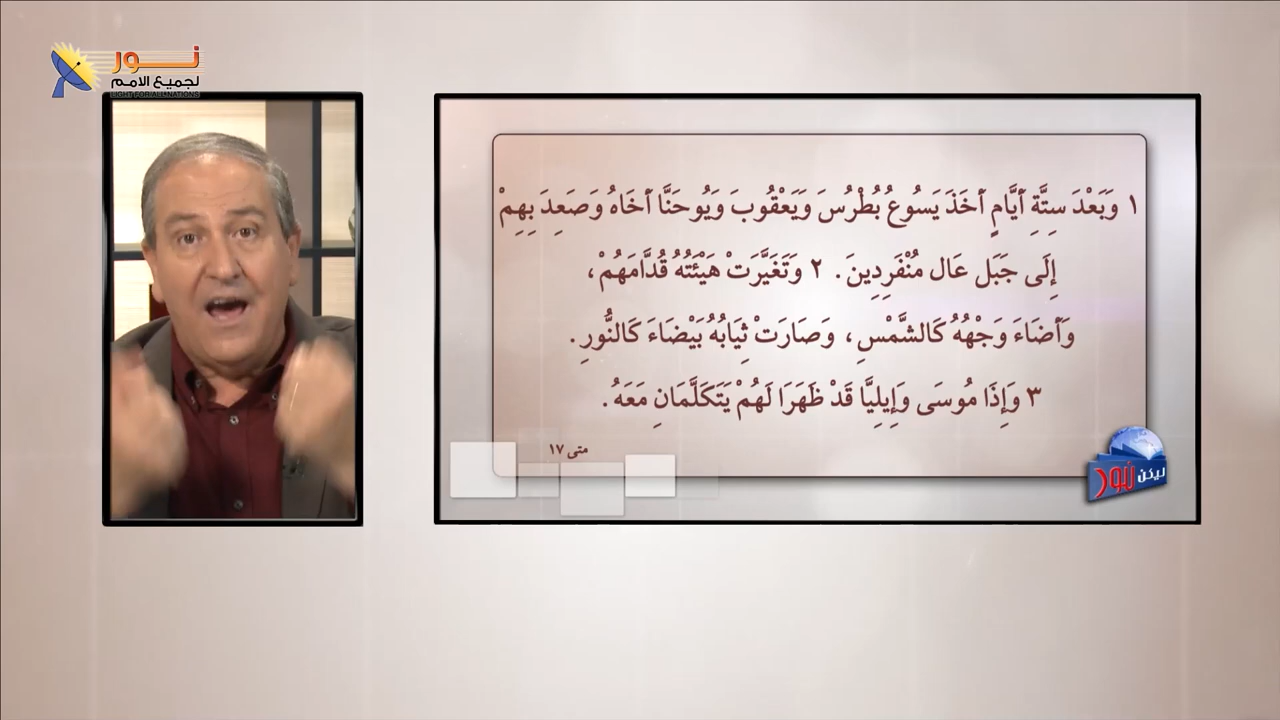 نور
لجميع الامم
LIGHT FOR ALL NATIONS
١ وَبَعْدَ سِتَّةِ أَيَّامٍ أَخَذَ يَسُوعُ بُطْرُسَ وَيَعْقُوبَ وَيُوحَنَّا أَخَاهُ وَصَعِدَ بِهِمْ
إِلَى جَبَل عَال مُنْفَرِدِينَ. ٢ وَتَغَيَّرَتْ هَيْئَتُهُ قُدَّامَهُمْ،
وَأَضَاءَ وَجْهُهُ كَالشَّمْسِ، وَصَارَتْ ثِيَابُهُ بَيْضَاءَ كَالنُّورِ.
٣ وَإِذَا مُوسَى وَإِيلِيَّا قَدْ ظَهَرَا لَهُمْ يَتَكَلَّمَانِ مَعَهُ.
متى ١٧
ليكن نور